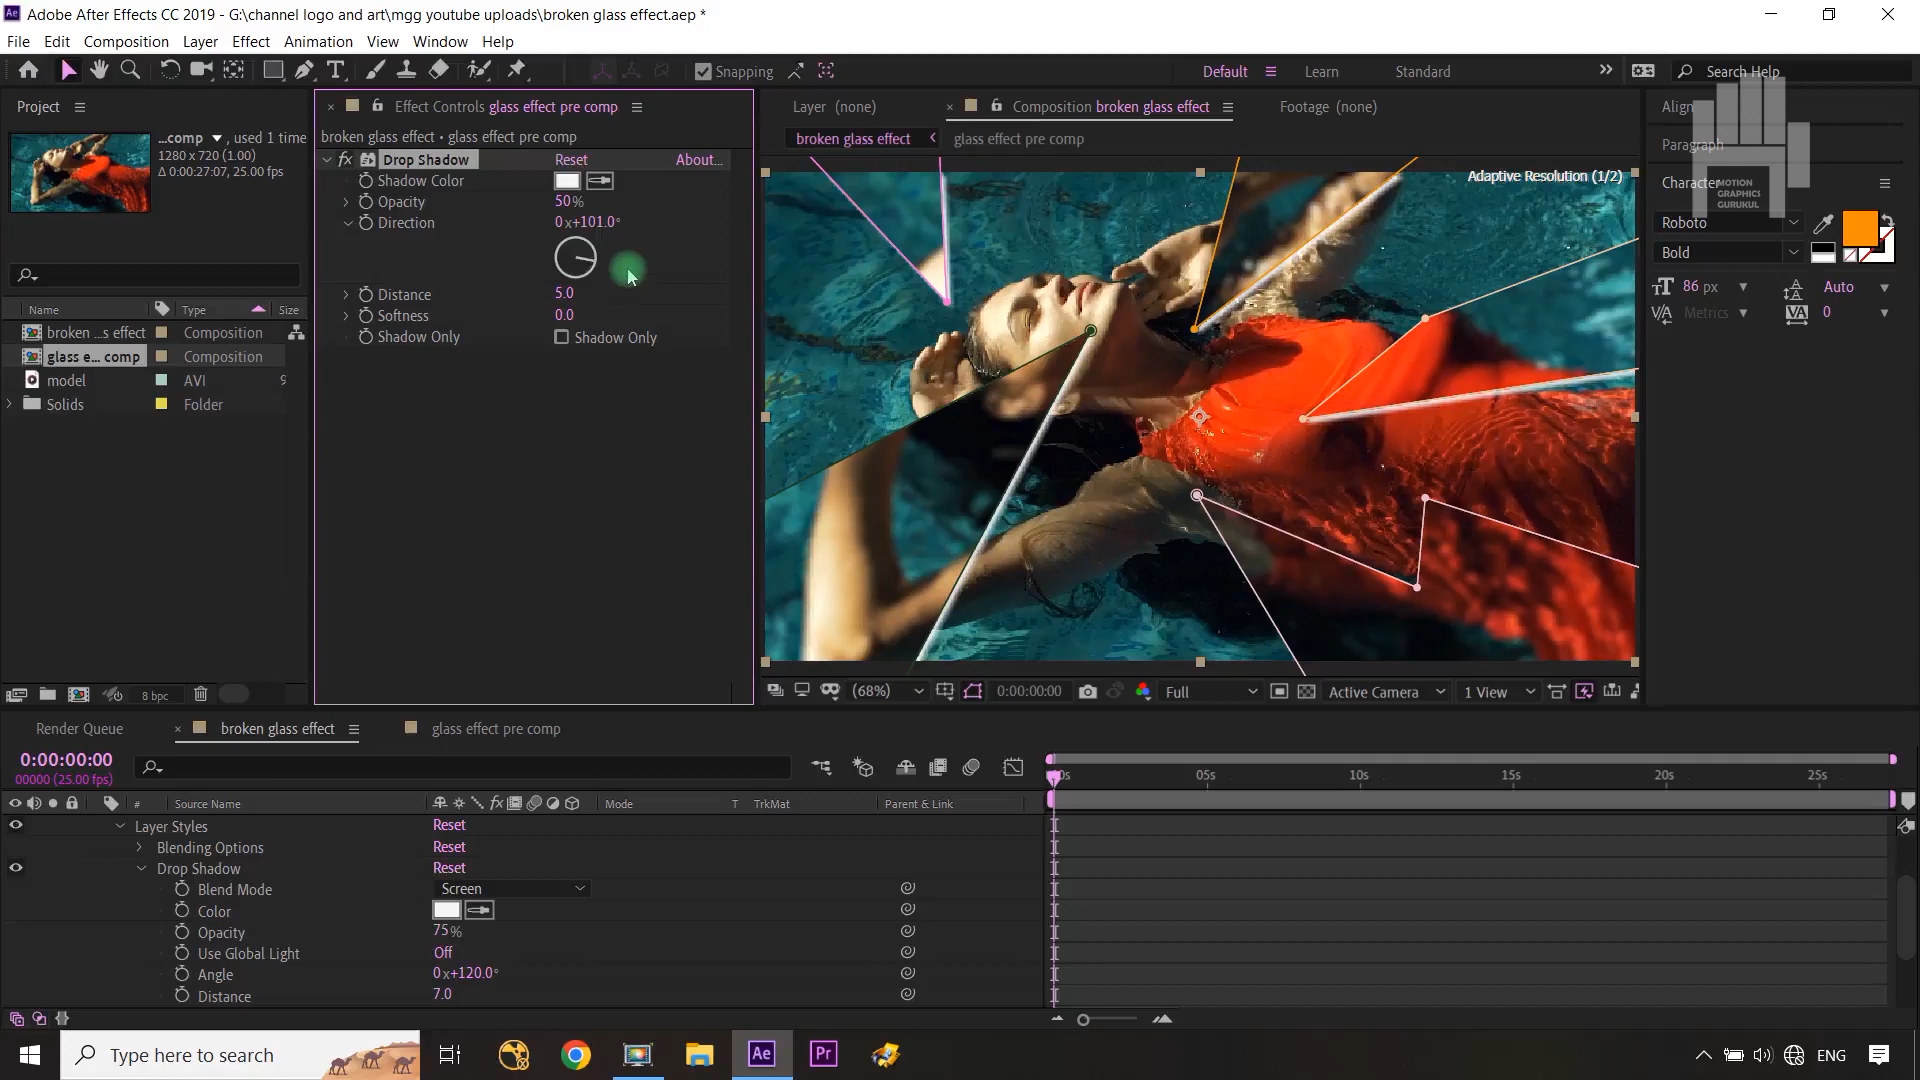 Adobe After Effects CC 2019 - G:\channel logo and art\mgg youtube uploads\broken glass effect.aep *
File Edit Composition Layer Effect Animation View Window Help
Snapping Default Learn Standard Search Help
Project
...comp , used 1 time
1280 x 720 (1.00)
Δ 0:00:27:07, 25.00 fps
Name Type Size
broken ...s effect Composition
glass e... comp Composition
model AVI 9
Solids Folder
8 bpc
Effect Controls glass effect pre comp
broken glass effect • glass effect pre comp
fx Drop Shadow Reset About...
Shadow Color
Opacity 50%
Direction 0x+101.0°
Distance 5.0
Softness 0.0
Shadow Only Shadow Only
Layer (none) Composition broken glass effect Footage (none)
broken glass effect glass effect pre comp
Adaptive Resolution (1/2)
(68%) 0:00:00:00 Full Active Camera 1 View
Align
Paragraph
Character
MOTION
GRAPHICS
GURUKUL
Roboto
Bold
86 px Auto
Metrics 0
Render Queue broken glass effect glass effect pre comp
0:00:00:00
00000 (25.00 fps)
05s 10s 15s 20s 25s
# Source Name fx Mode T TrkMat Parent & Link
Layer Styles Reset
Blending Options Reset
Drop Shadow Reset
Blend Mode Screen
Color
Opacity 75%
Use Global Light Off
Angle 0x+120.0°
Distance 7.0
Type here to search Ae Pr ENG